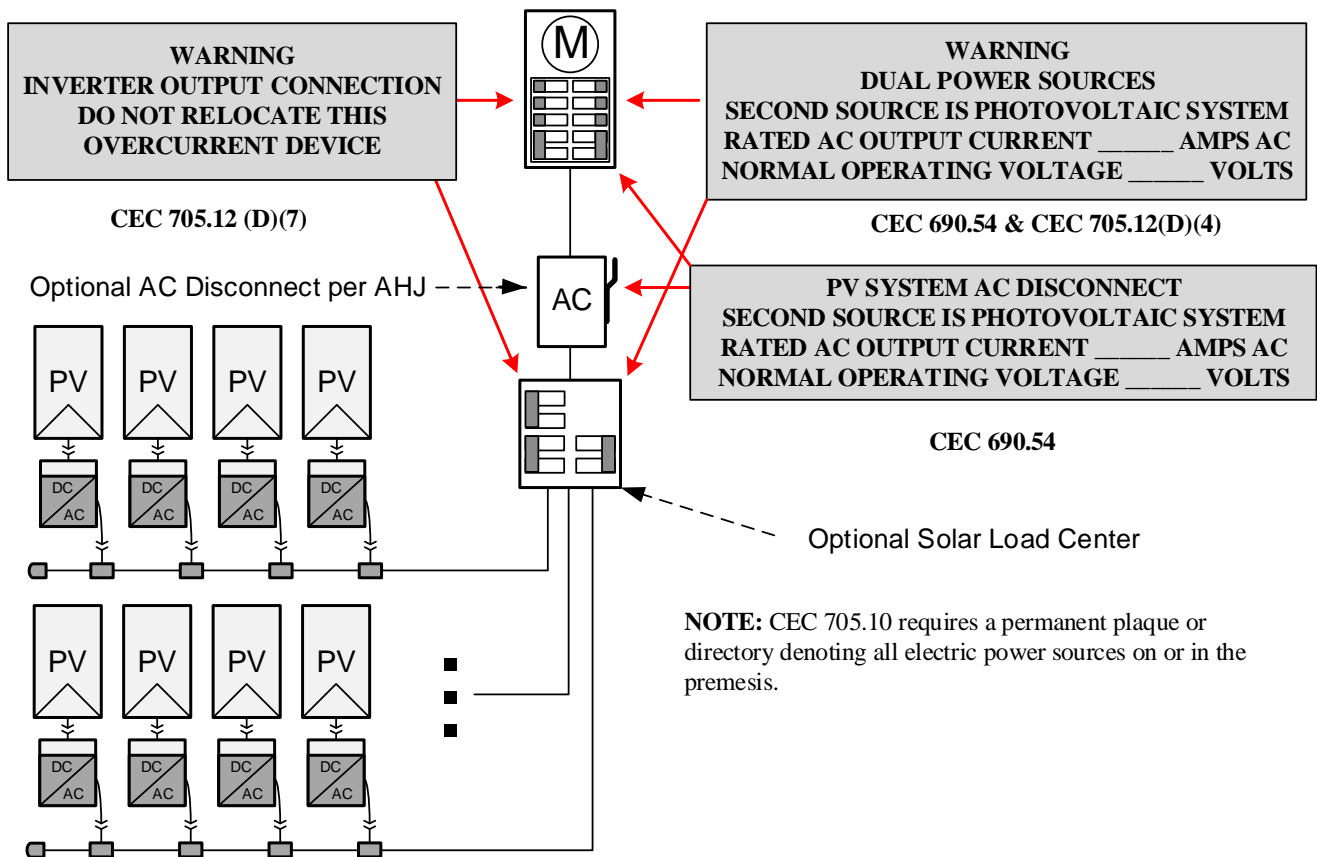 WARNING
INVERTER OUTPUT CONNECTION
DO NOT RELOCATE THIS
OVERCURRENT DEVICE
CEC 705.12 (D)(7)
M
WARNING
DUAL POWER SOURCES
SECOND SOURCE IS PHOTOVOLTAIC SYSTEM
RATED AC OUTPUT CURRENT ______ AMPS AC
NORMAL OPERATING VOLTAGE ______ VOLTS
CEC 690.54 & CEC 705.12(D)(4)
Optional AC Disconnect per AHJ
AC
PV SYSTEM AC DISCONNECT
SECOND SOURCE IS PHOTOVOLTAIC SYSTEM
RATED AC OUTPUT CURRENT ______ AMPS AC
NORMAL OPERATING VOLTAGE ______ VOLTS
CEC 690.54
PV PV PV PV
DC DC DC DC
AC AC AC AC
Optional Solar Load Center
NOTE: CEC 705.10 requires a permanent plaque or
directory denoting all electric power sources on or in the
premesis.
PV PV PV PV
DC DC DC DC
AC AC AC AC